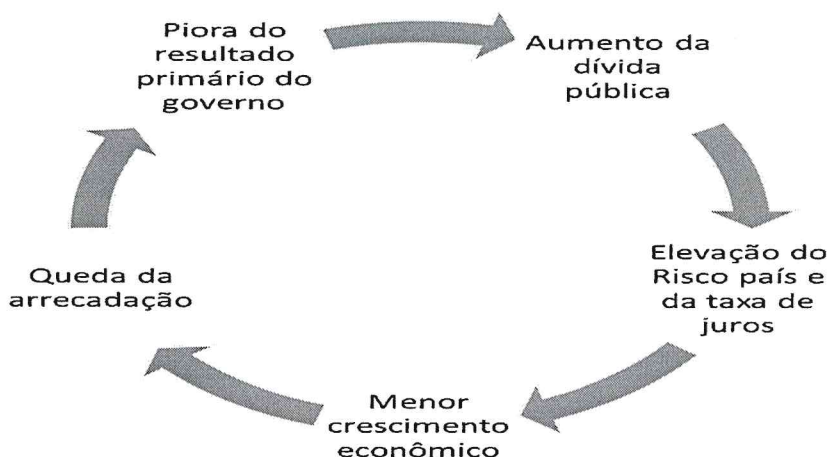 Piora do
resultado
primário do
governo
Aumento da
dívida
pública
Elevação do
Risco país e
da taxa de
juros
Menor
crescimento
econômico
Queda da
arrecadação